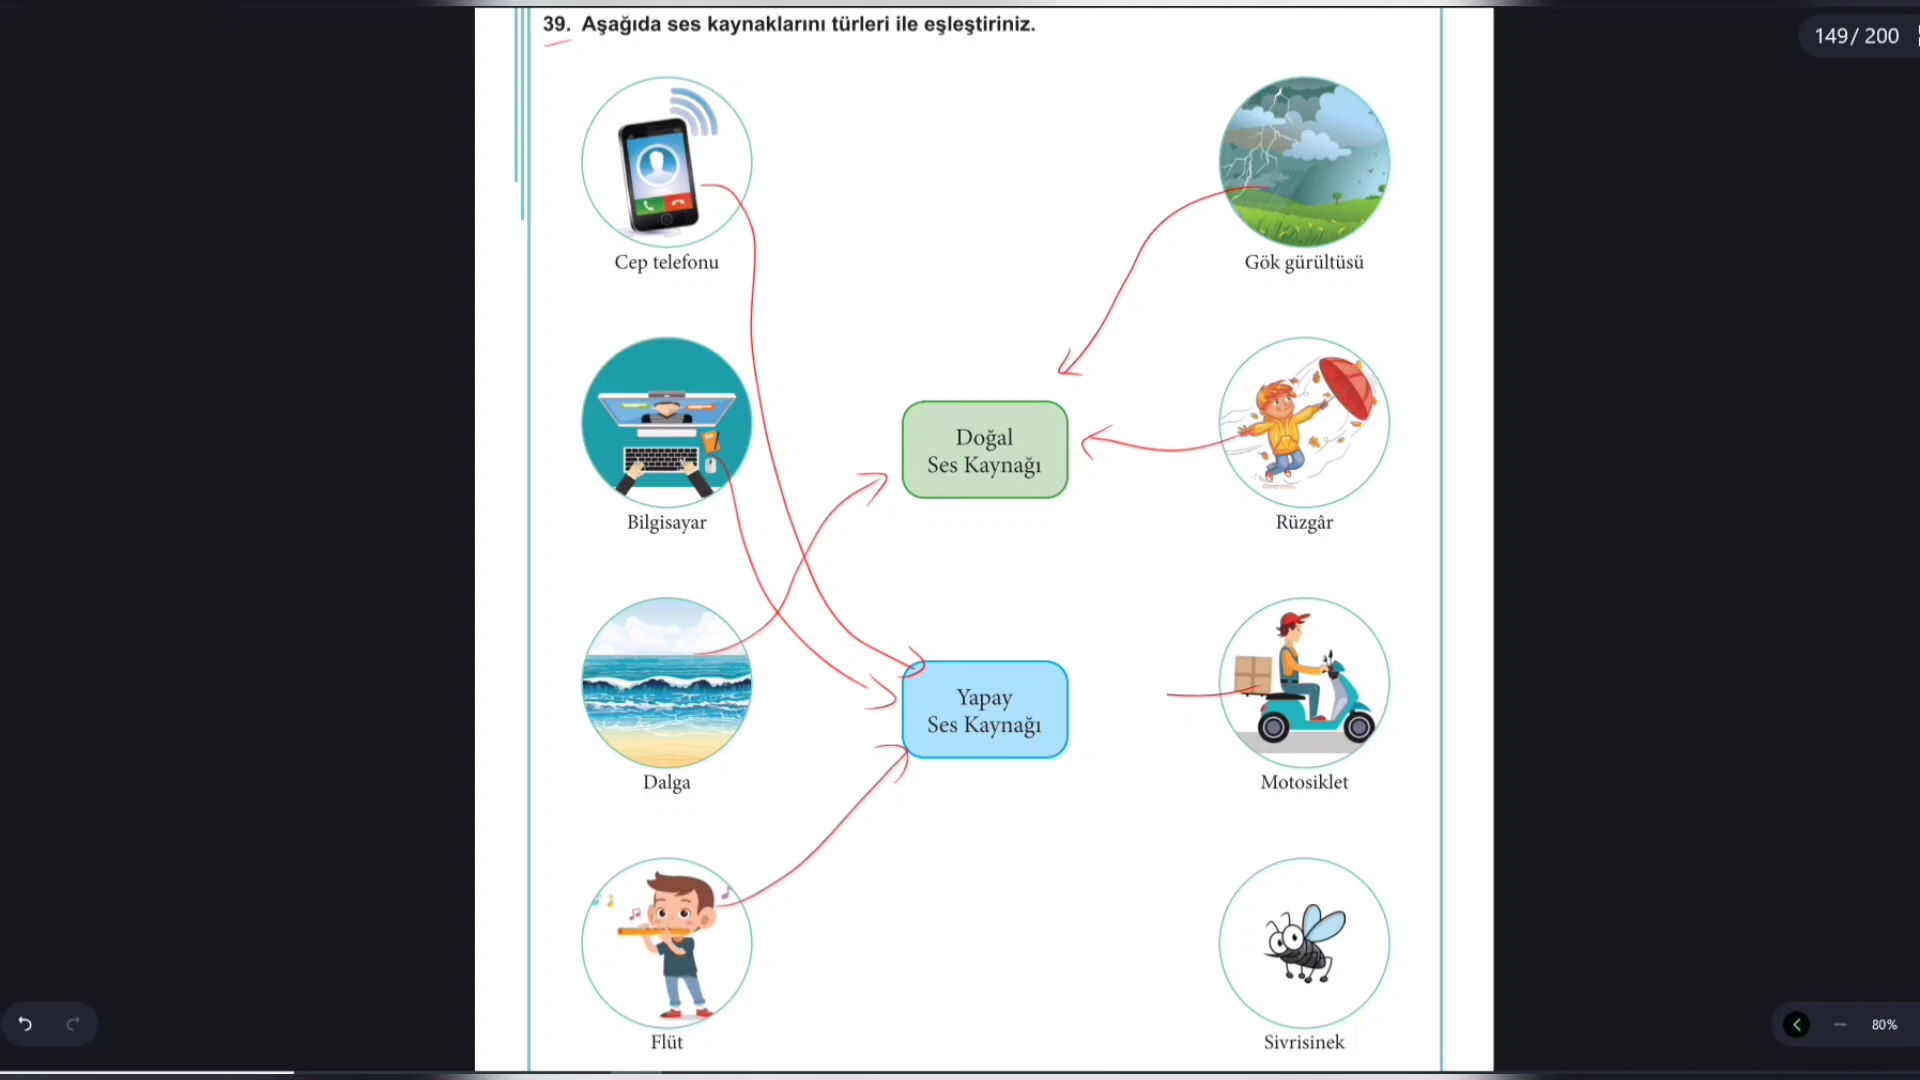 39. Aşağıda ses kaynaklarını türleri ile eşleştiriniz.
149/ 200
Cep telefonu
Gök gürültüsü
Bilgisayar
Doğal
Ses Kaynağı
Rüzgâr
Dalga
Yapay
Ses Kaynağı
Motosiklet
Flüt
Sivrisinek
80%